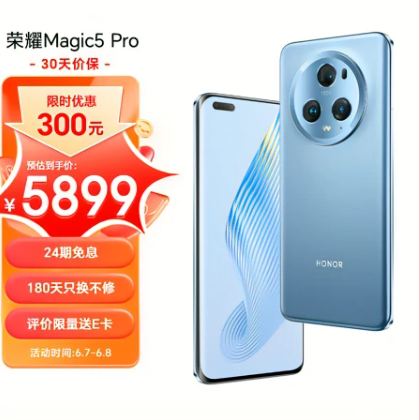 荣耀Magic5 Pro
- 30天价保 -
限时优惠
300元
预估到手价:
¥5899
24期免息
180天只换不修
评价限量送E卡
活动时间:6.7-6.8
HONOR